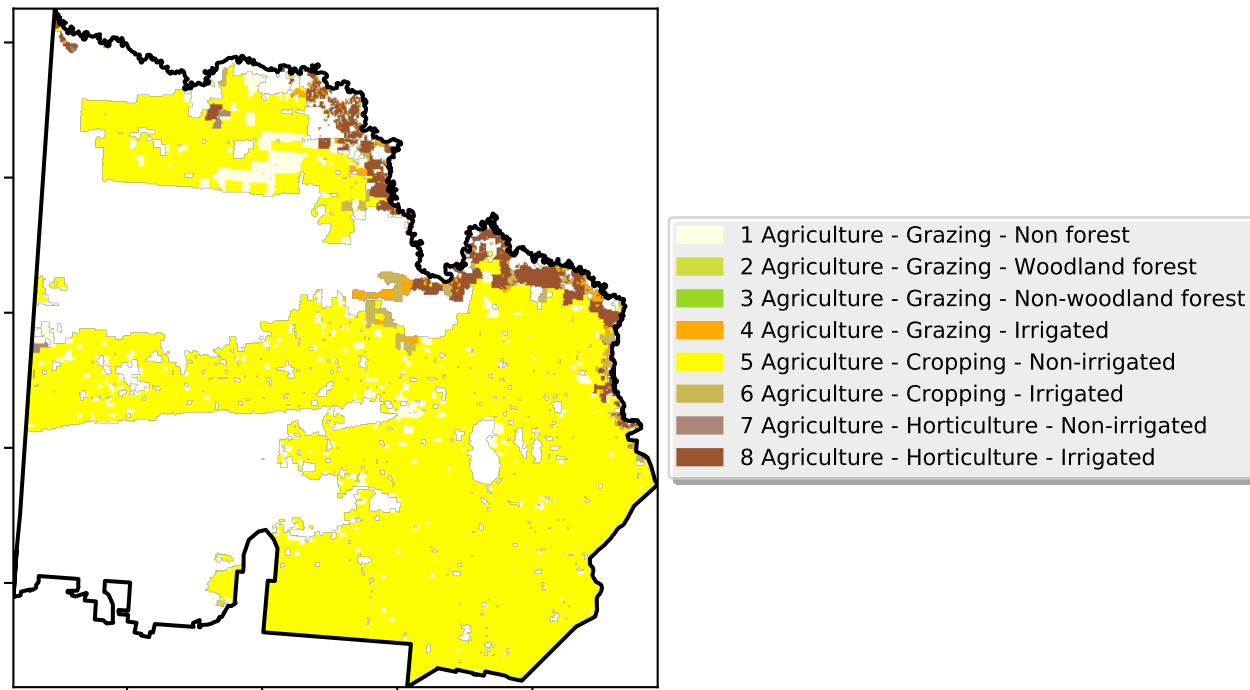 1 Agriculture - Grazing - Non forest
2 Agriculture - Grazing - Woodland forest
3 Agriculture - Grazing - Non-woodland forest
4 Agriculture - Grazing - Irrigated
5 Agriculture - Cropping - Non-irrigated
6 Agriculture - Cropping - Irrigated
7 Agriculture - Horticulture - Non-irrigated
8 Agriculture - Horticulture - Irrigated